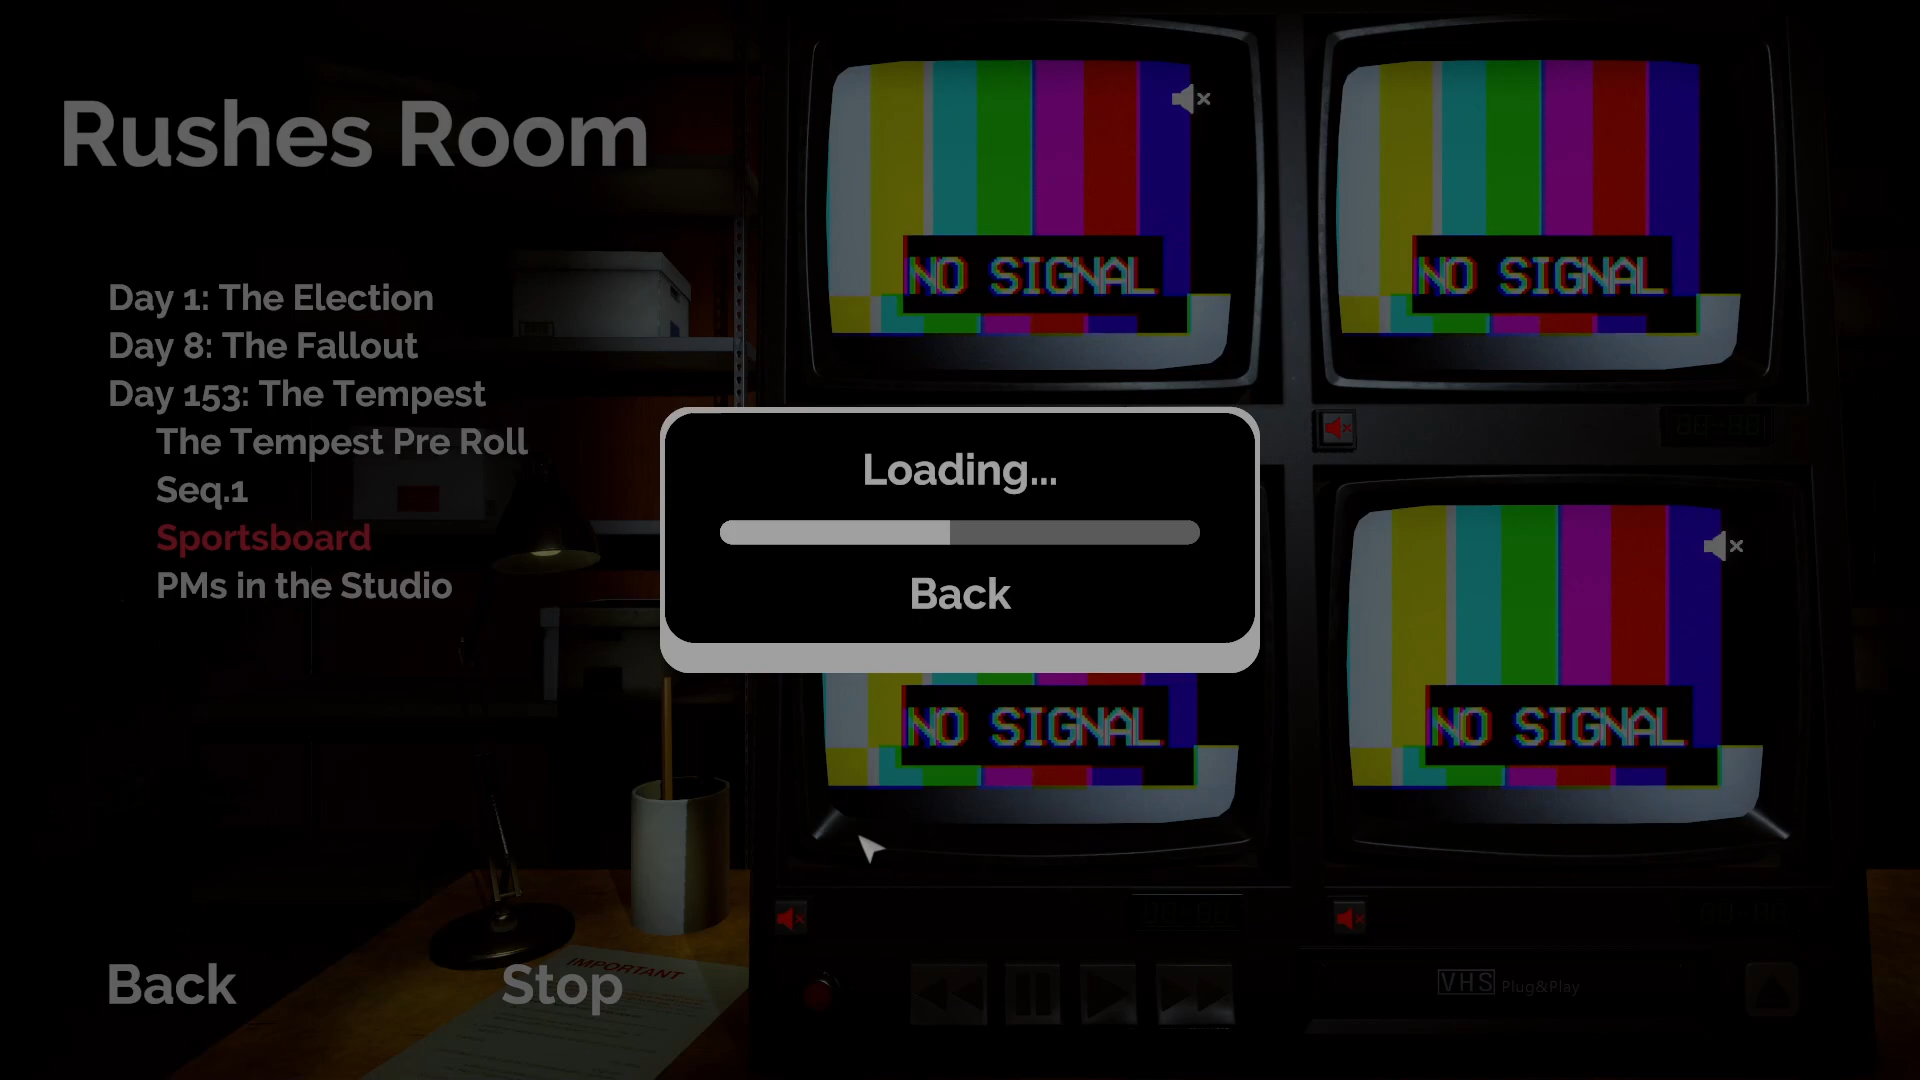 Rushes Room
Day 1: The Election
Day 8: The Fallout
Day 153: The Tempest
The Tempest Pre Roll
Seq.1
Sportsboard
PMs in the Studio
Back
Stop
IMPORTANT
NO SIGNAL
NO SIGNAL
Loading...
Back
NO SIGNAL
NO SIGNAL
VHS Plug&Play